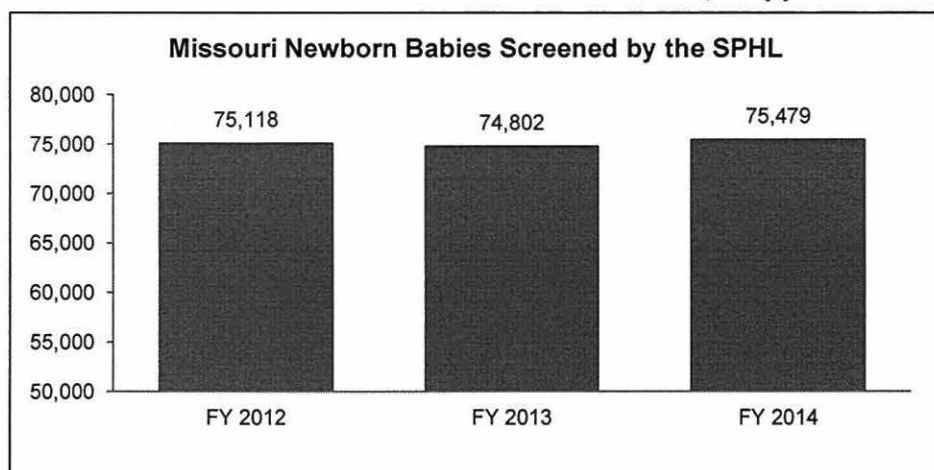 Missouri Newborn Babies Screened by the SPHL
80,000
75,000
70,000
65,000
60,000
55,000
50,000
75,118
74,802
75,479
FY 2012
FY 2013
FY 2014